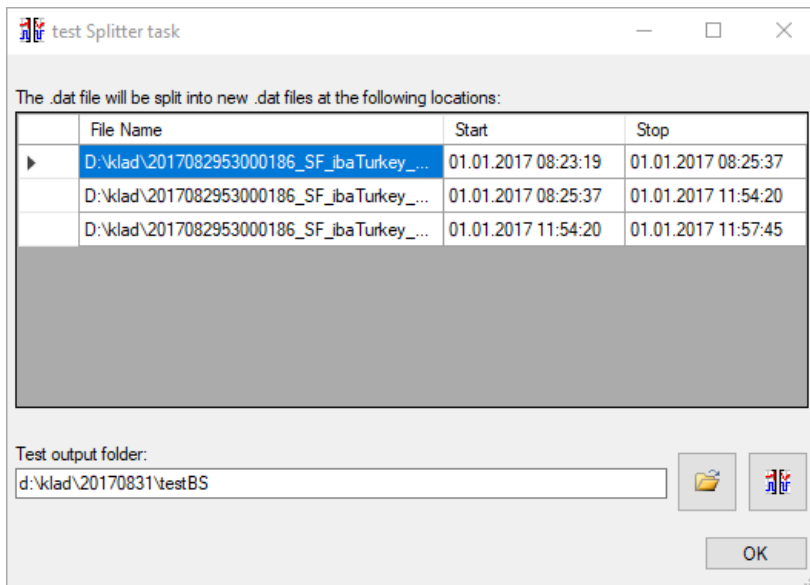 test Splitter task
The .dat file will be split into new .dat files at the following locations:
File Name Start Stop
D:\klad\2017082953000186_SF_ibaTurkey_... 01.01.2017 08:23:19 01.01.2017 08:25:37
D:\klad\2017082953000186_SF_ibaTurkey_... 01.01.2017 08:25:37 01.01.2017 11:54:20
D:\klad\2017082953000186_SF_ibaTurkey_... 01.01.2017 11:54:20 01.01.2017 11:57:45
Test output folder:
d:\klad\20170831\testBS
OK